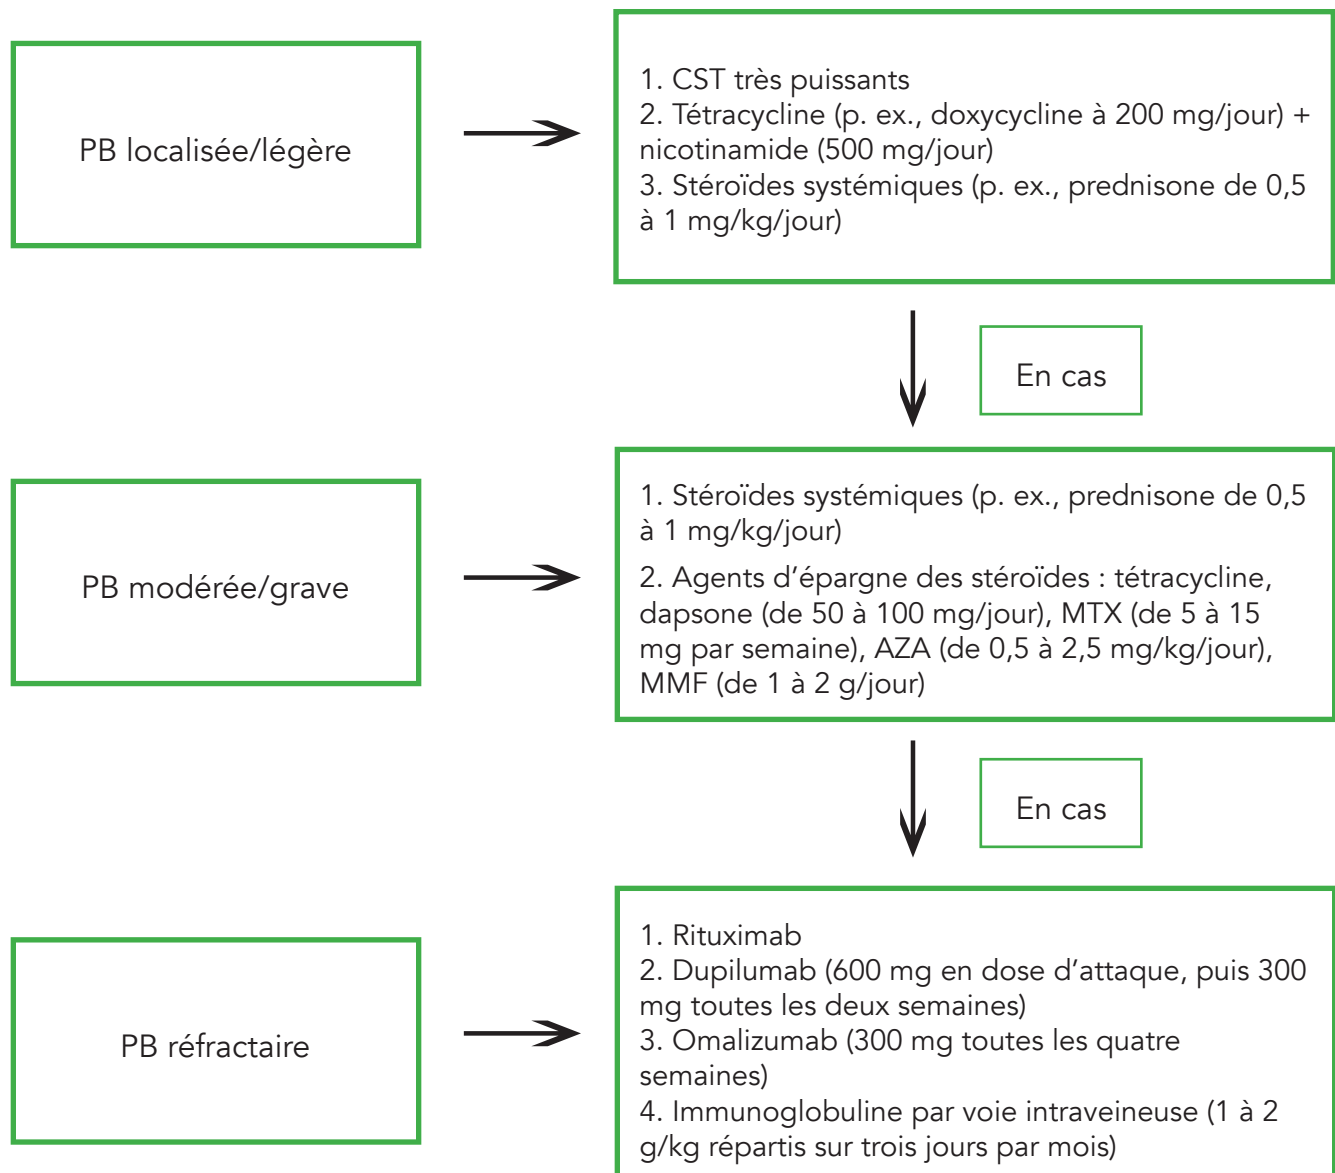 PB localisée/légère
1. CST très puissants
2. Tétracycline (p. ex., doxycycline à 200 mg/jour) +
nicotinamide (500 mg/jour)
3. Stéroïdes systémiques (p. ex., prednisone de 0,5
à 1 mg/kg/jour)
En cas
PB modérée/grave
1. Stéroïdes systémiques (p. ex., prednisone de 0,5
à 1 mg/kg/jour)
2. Agents d’épargne des stéroïdes : tétracycline,
dapsone (de 50 à 100 mg/jour), MTX (de 5 à 15
mg par semaine), AZA (de 0,5 à 2,5 mg/kg/jour),
MMF (de 1 à 2 g/jour)
En cas
PB réfractaire
1. Rituximab
2. Dupilumab (600 mg en dose d’attaque, puis 300
mg toutes les deux semaines)
3. Omalizumab (300 mg toutes les quatre
semaines)
4. Immunoglobuline par voie intraveineuse (1 à 2
g/kg répartis sur trois jours par mois)